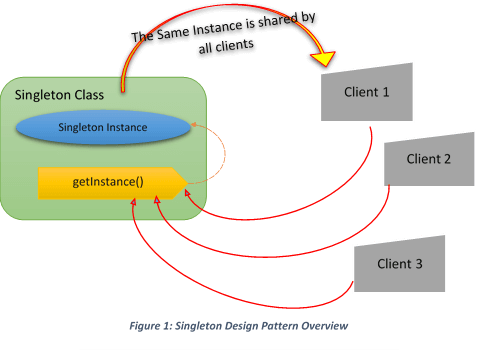 The Same Instance is shared by
all clients
Singleton Class
Singleton Instance
getInstance()
Client 1
Client 2
Client 3
Figure 1: Singleton Design Pattern Overview